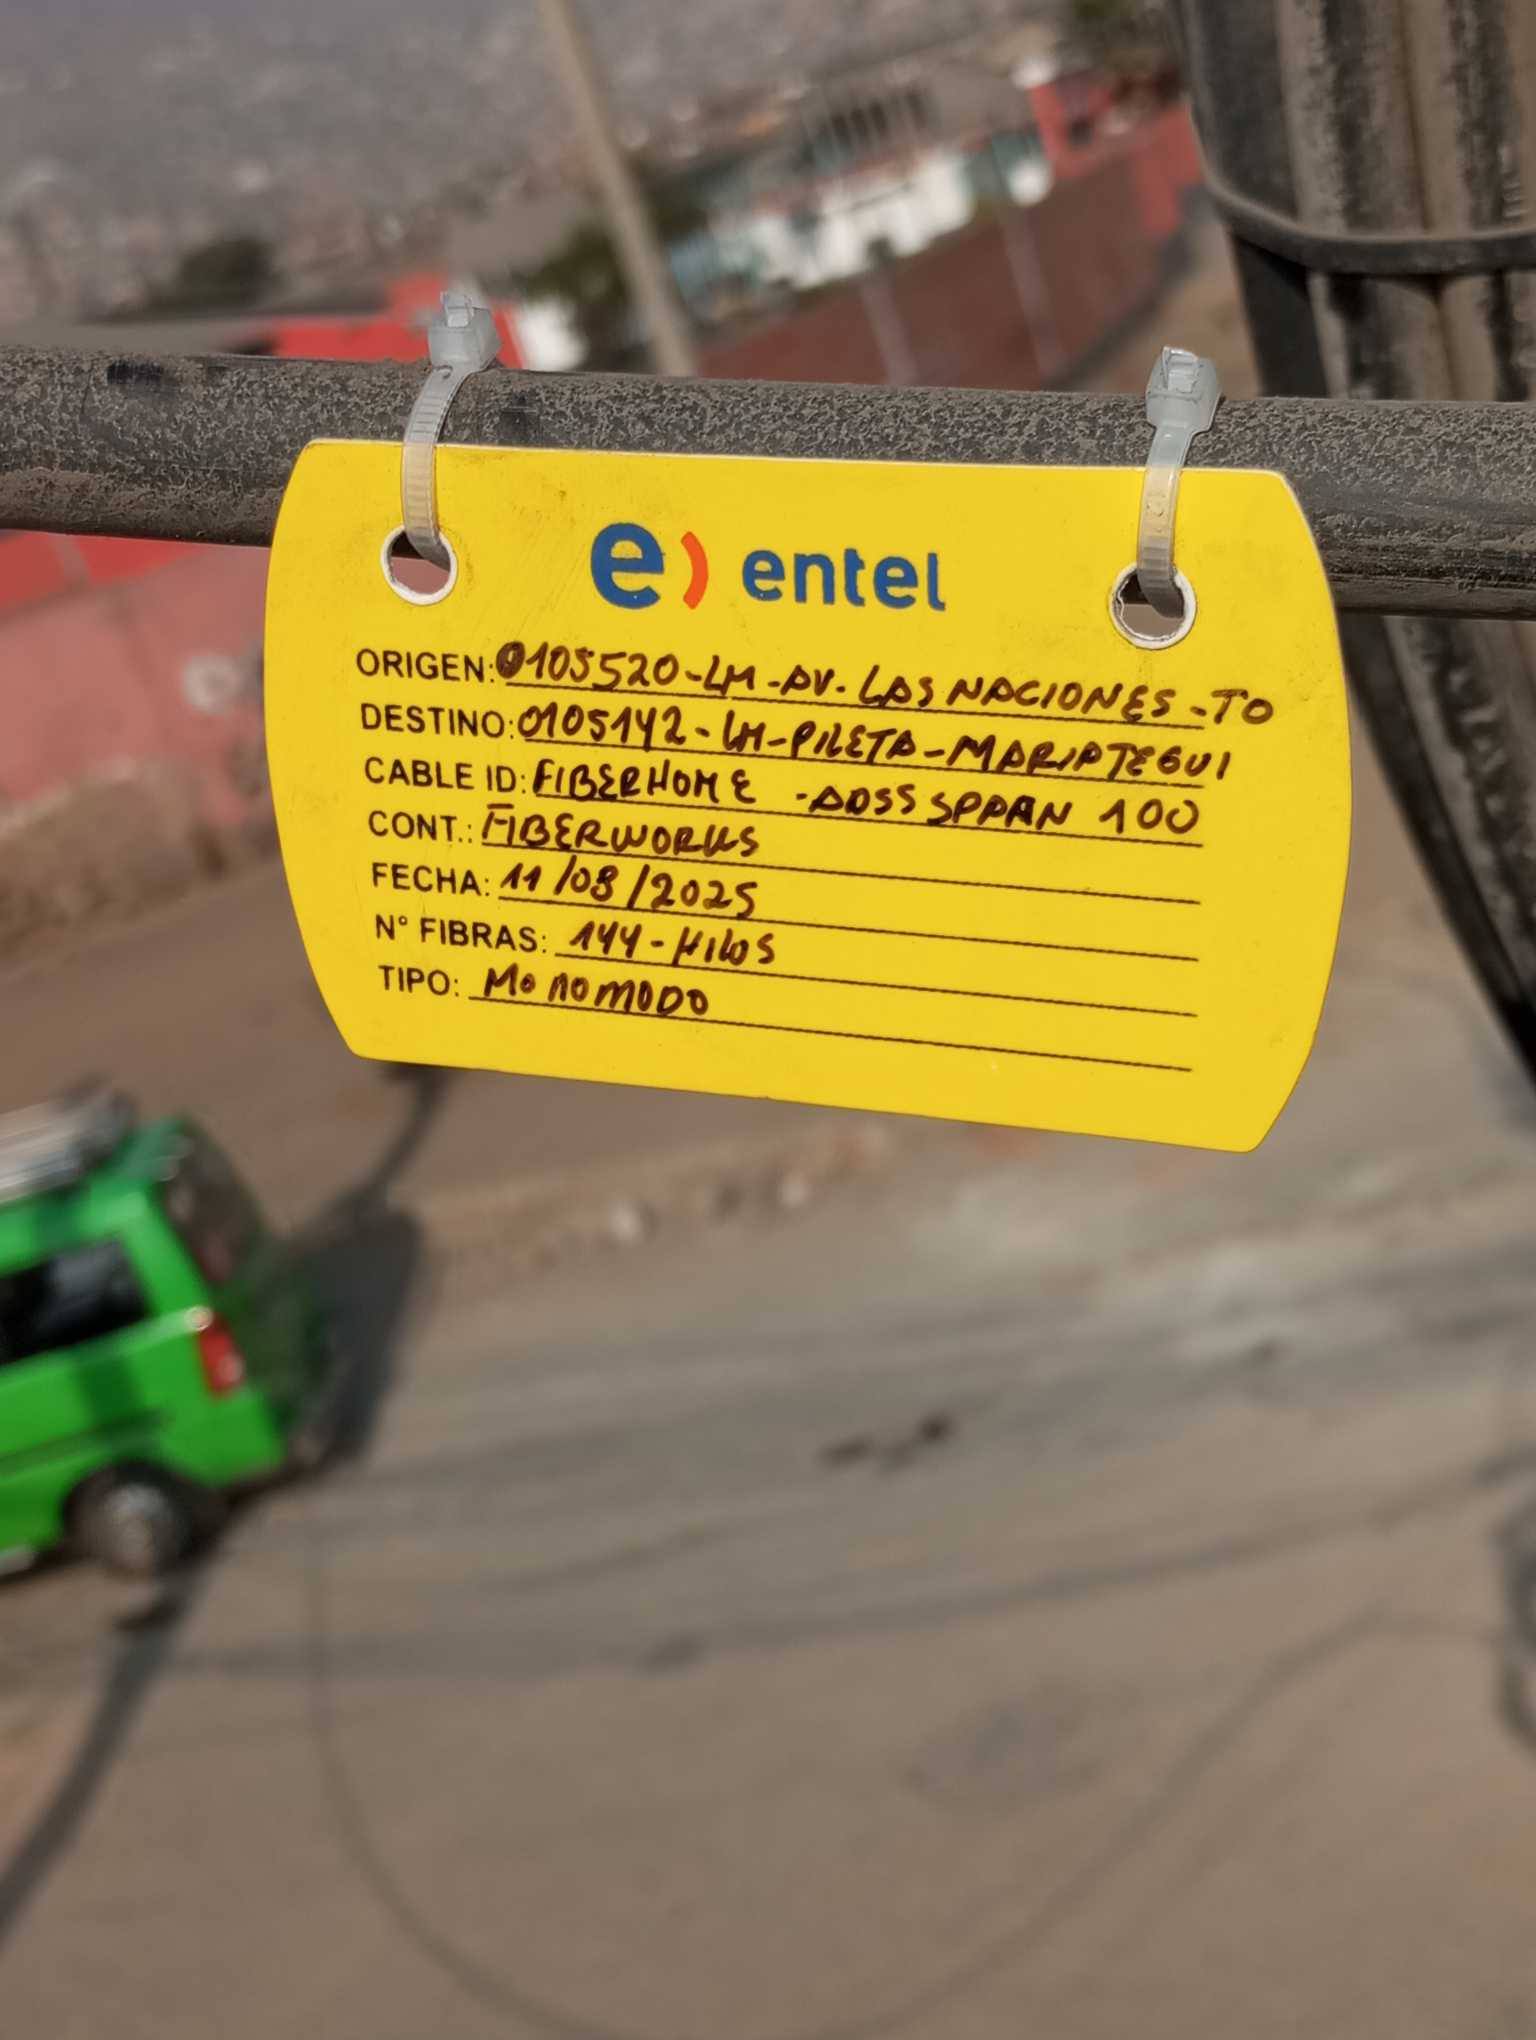 e) entel
ORIGEN: 0105520-LM-AV. LAS NACIONES-TO
DESTINO: 0105142-LM-PILETA-MARIATEGUI
CABLE ID: FIBERHOME -ADSS SPPAN 100
CONT.: FIBERWORKS
FECHA: 11/08/2025
N° FIBRAS: 144-HILOS
TIPO: MONOMODO